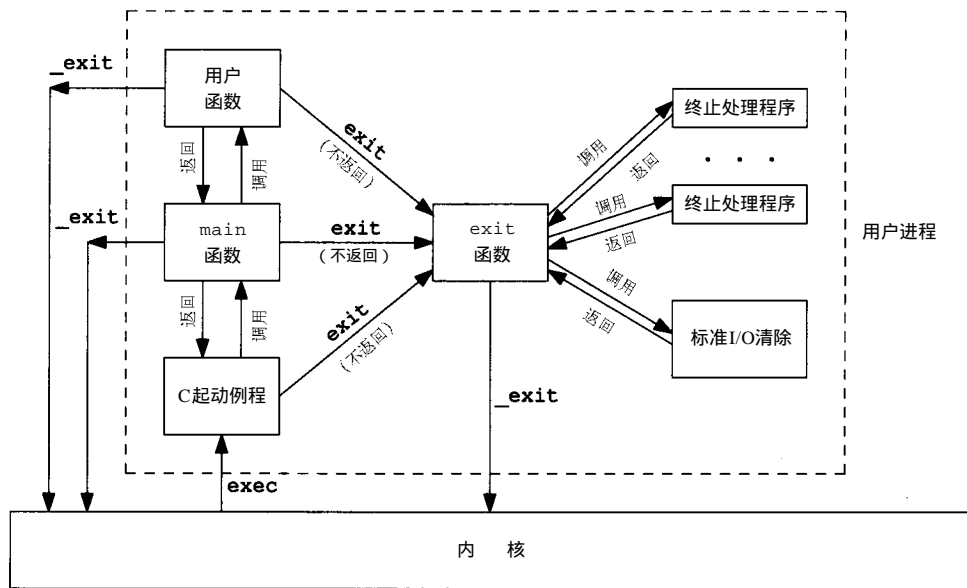 _exit
用户
函数
exit
(不返回)
返回
调用
终止处理程序
调用
返回
. . .
_exit
main
函数
exit
(不返回)
exit
函数
调用
返回
终止处理程序
用户进程
返回
调用
exit
(不返回)
调用
返回
标准I/O清除
C起动例程
_exit
exec
内 核